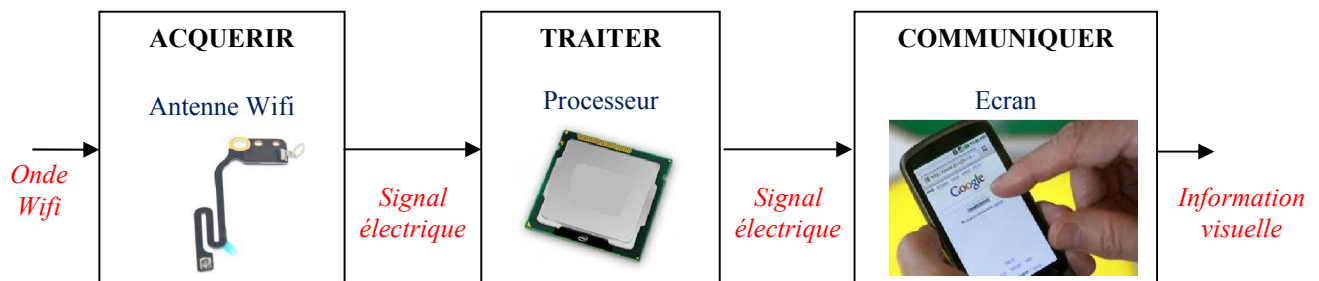 ACQUERIR
Antenne Wifi
TRAITER
Processeur
COMMUNIQUER
Ecran
Google
Onde
Wifi
Signal
électrique
Signal
électrique
Information
visuelle